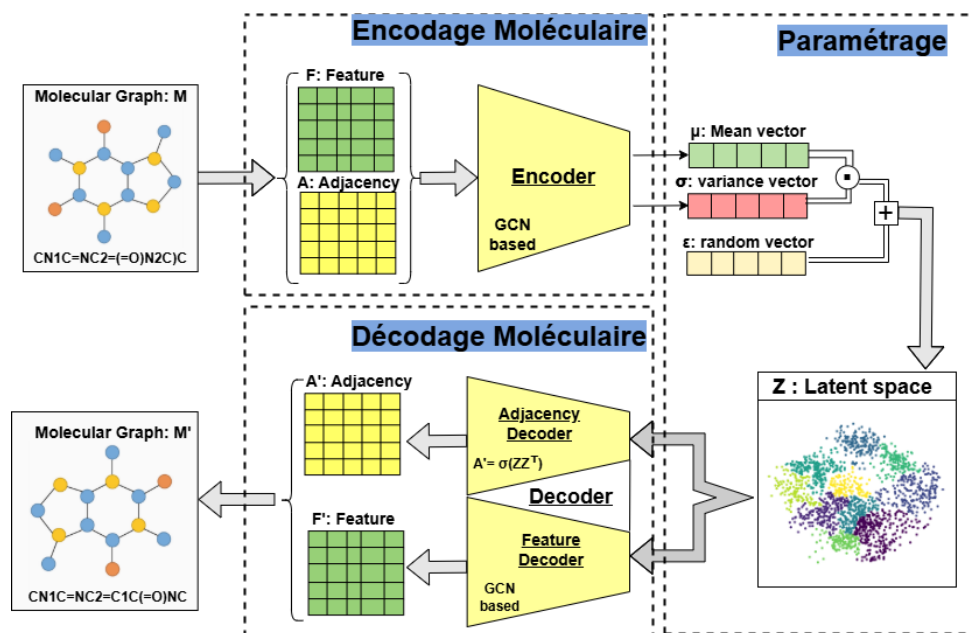 Encodage Moléculaire
Paramétrage
F: Feature
Molecular Graph: M
A: Adjacency
Encoder
GCN
based
μ: Mean vector
σ: variance vector
ε: random vector
+
CN1C=NC2=(=O)N2C)C
Décodage Moléculaire
Z : Latent space
A': Adjacency
Adjacency
Decoder
A'= σ(ZZᵀ)
Molecular Graph: M'
Decoder
F': Feature
Feature
Decoder
GCN
based
CN1C=NC2=C1C(=O)NC